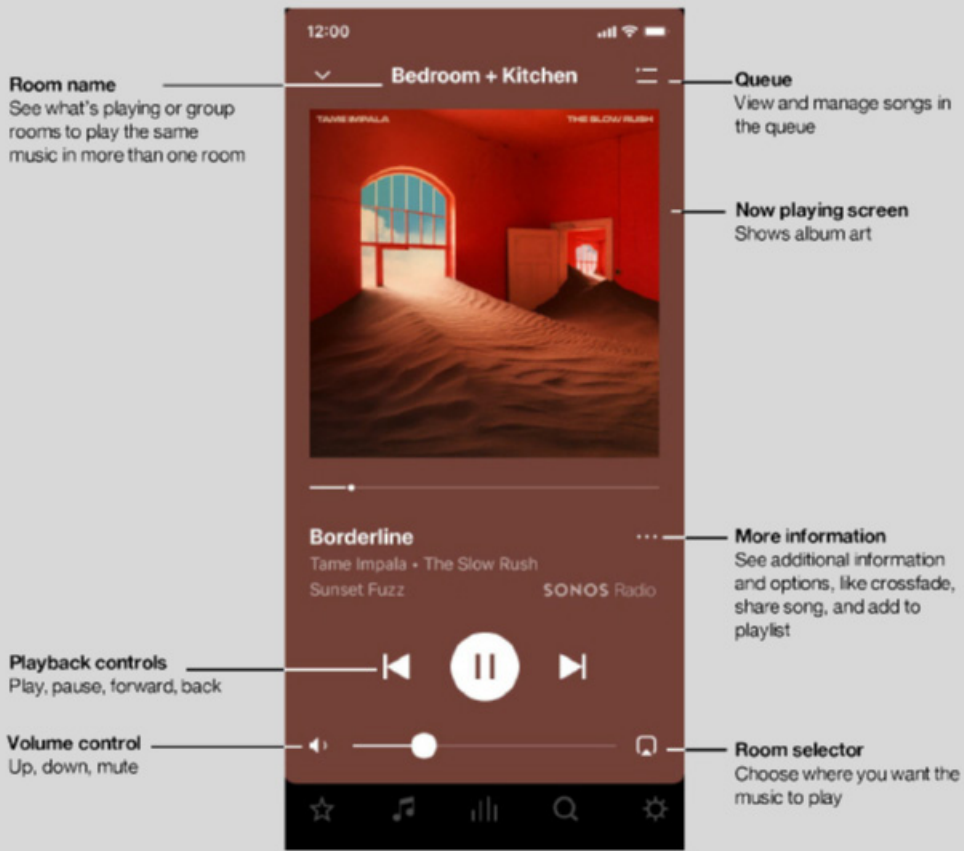 12:00
Room name
See what's playing or group
rooms to play the same
music in more than one room
Bedroom + Kitchen
Queue
View and manage songs in
the queue
TAME IMPALA
THE SLOW RUSH
Now playing screen
Shows album art
Borderline
Tame Impala • The Slow Rush
Sunset Fuzz
SONOS Radio
More information
See additional information
and options, like crossfade,
share song, and add to
playlist
Playback controls
Play, pause, forward, back
Volume control
Up, down, mute
Room selector
Choose where you want the
music to play